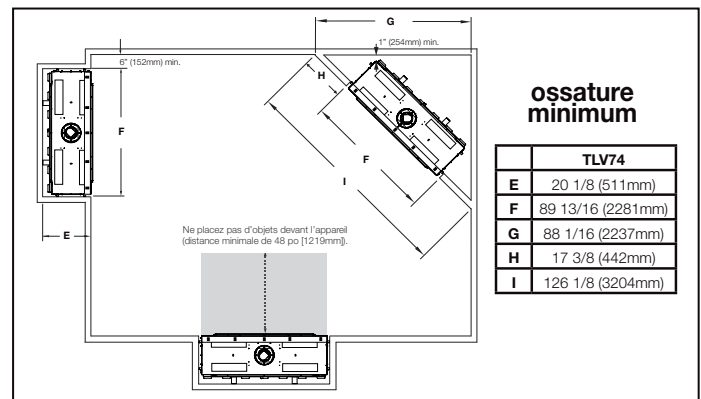 G
1" (254mm) min.
6" (152mm) min.
H
F
F
I
E
Ne placez pas d'objets devant l'appareil
(distance minimale de 48 po [1219mm]).
ossature
minimum
TLV74
E 20 1/8 (511mm)
F 89 13/16 (2281mm)
G 88 1/16 (2237mm)
H 17 3/8 (442mm)
I 126 1/8 (3204mm)